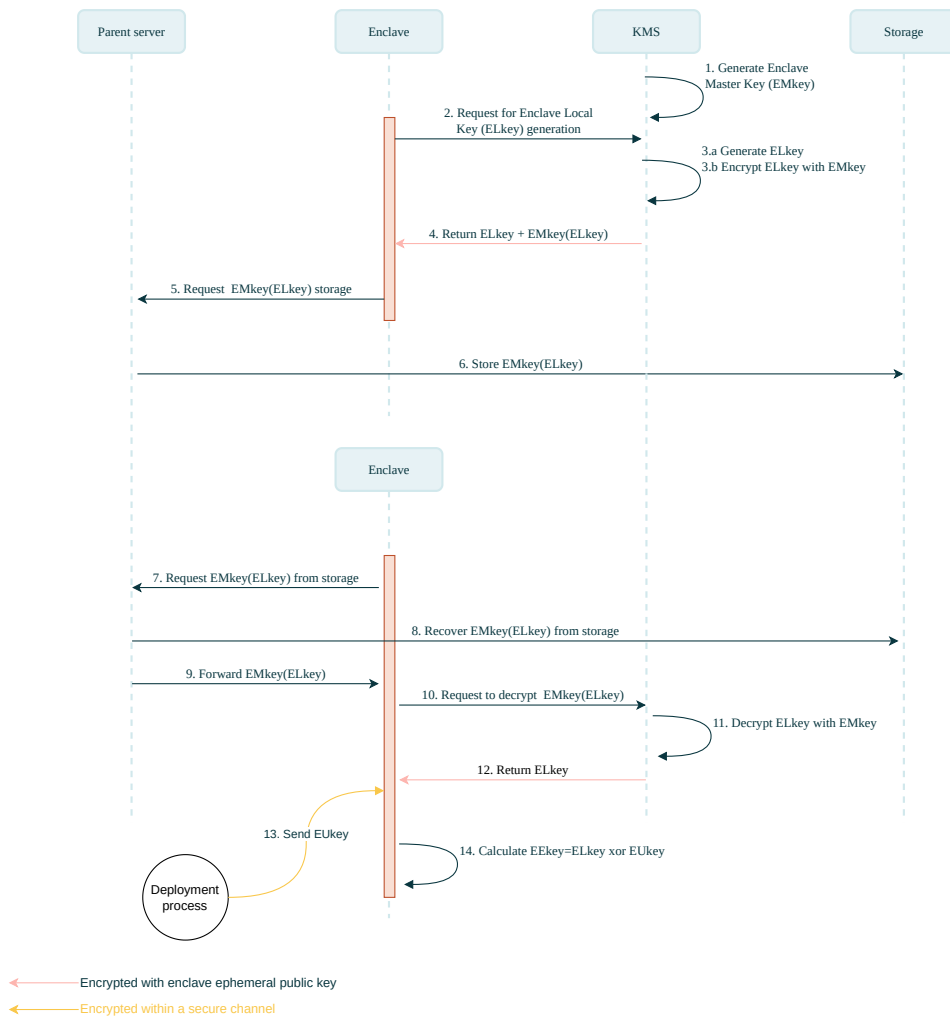 Parent server
Enclave
KMS
Storage
1. Generate Enclave
Master Key (EMkey)
2. Request for Enclave Local
Key (ELkey) generation
3.a Generate ELkey
3.b Encrypt ELkey with EMkey
4. Return ELkey + EMkey(ELkey)
5. Request  EMkey(ELkey) storage
6. Store EMkey(ELkey)
Enclave
7. Request EMkey(ELkey) from storage
8. Recover EMkey(ELkey) from storage
9. Forward EMkey(ELkey)
10. Request to decrypt  EMkey(ELkey)
11. Decrypt ELkey with EMkey
12. Return ELkey
13. Send EUkey
14. Calculate EEkey=ELkey xor EUkey
Deployment
process
Encrypted with enclave ephemeral public key
Encrypted within a secure channel